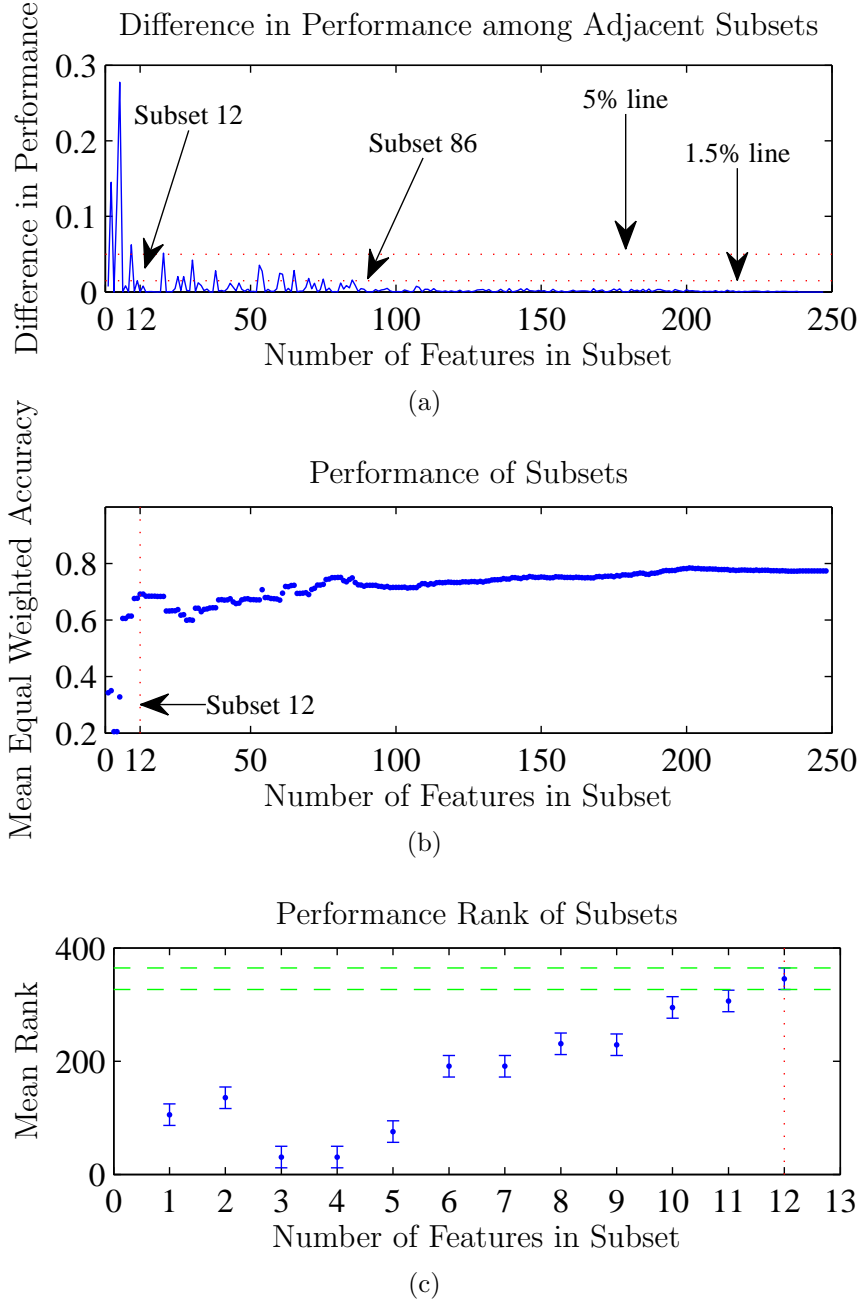 Difference in Performance among Adjacent Subsets
Difference in Performance
0.3
0.2
0.1
0
Subset 12
Subset 86
5% line
1.5% line
0 12 50 100 150 200 250
Number of Features in Subset
(a)
Performance of Subsets
Mean Equal Weighted Accuracy
0.8
0.6
0.4
0.2
Subset 12
0 12 50 100 150 200 250
Number of Features in Subset
(b)
Performance Rank of Subsets
Mean Rank
400
200
0
0 1 2 3 4 5 6 7 8 9 10 11 12 13
Number of Features in Subset
(c)